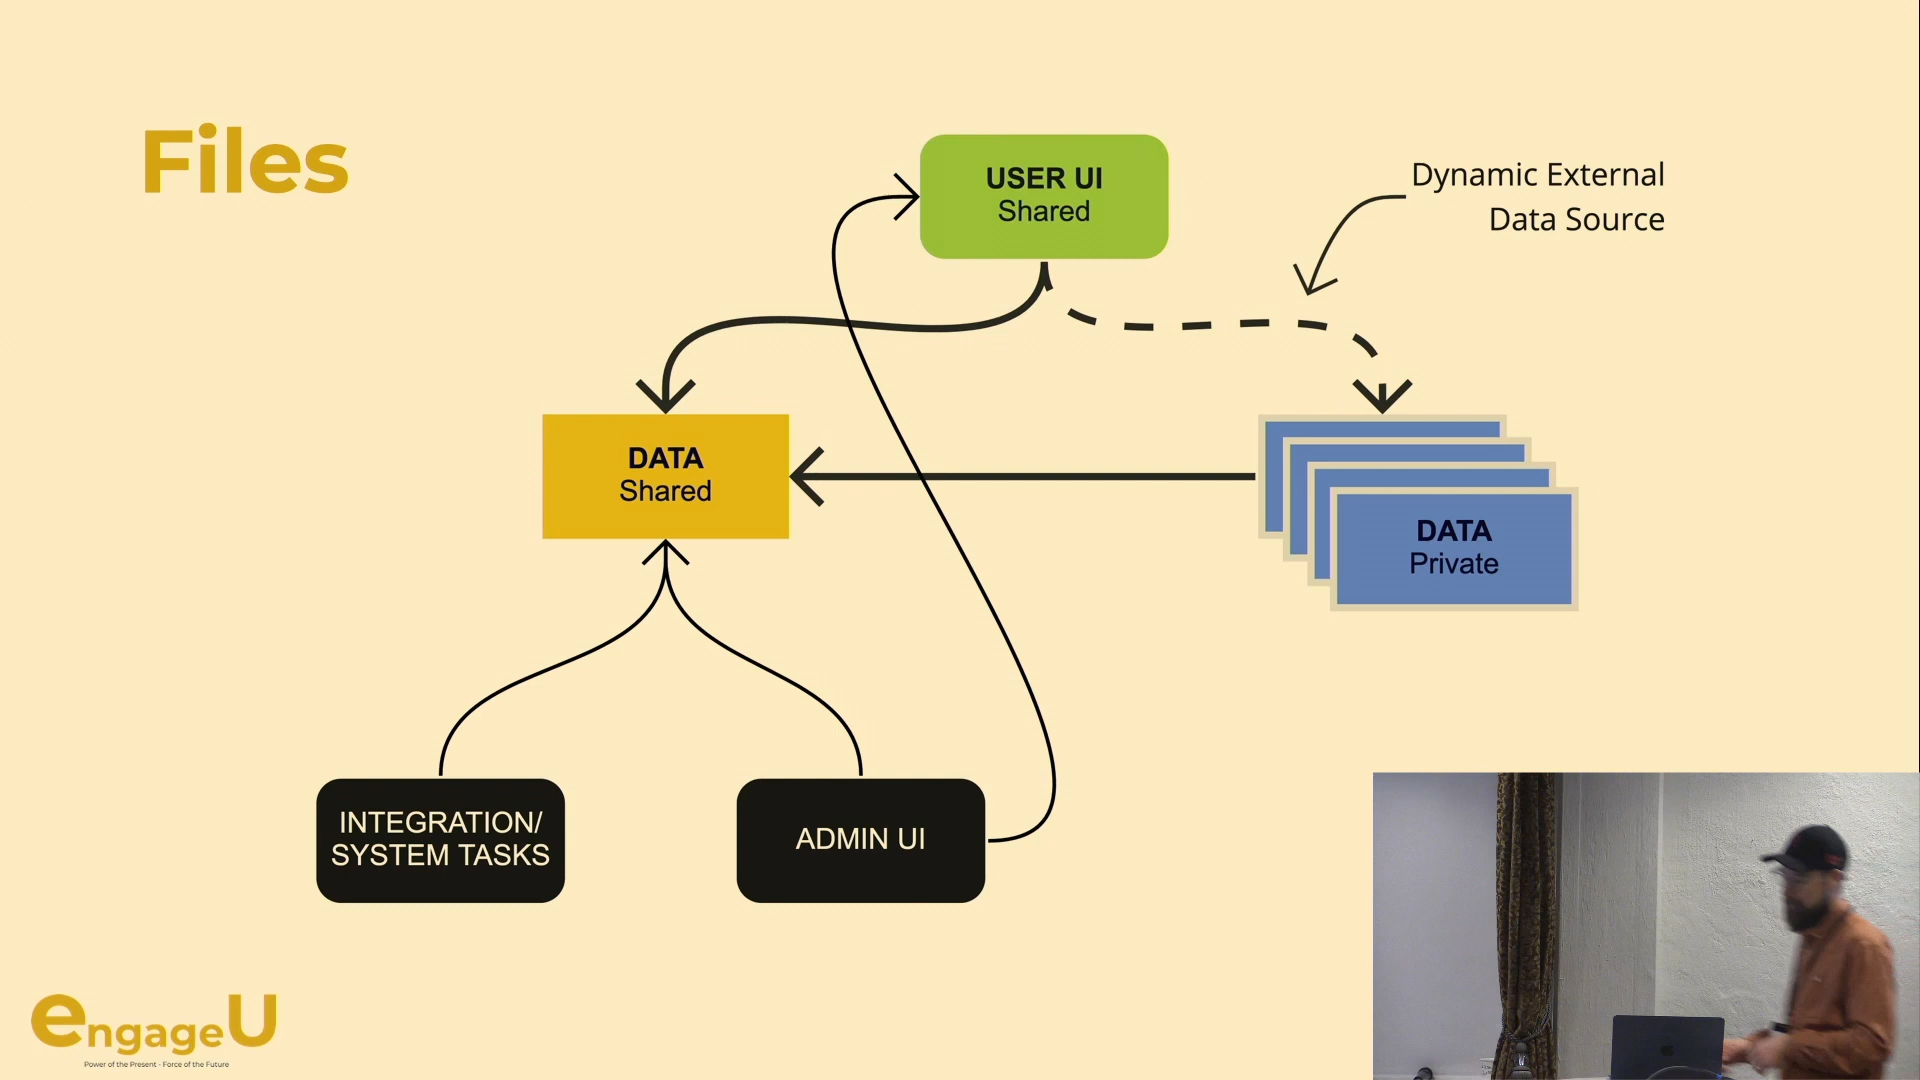 Files
USER UI
Shared
Dynamic External
Data Source
DATA
Shared
DATA
Private
INTEGRATION/
SYSTEM TASKS
ADMIN UI
engageU
Power of the Present - Force of the Future